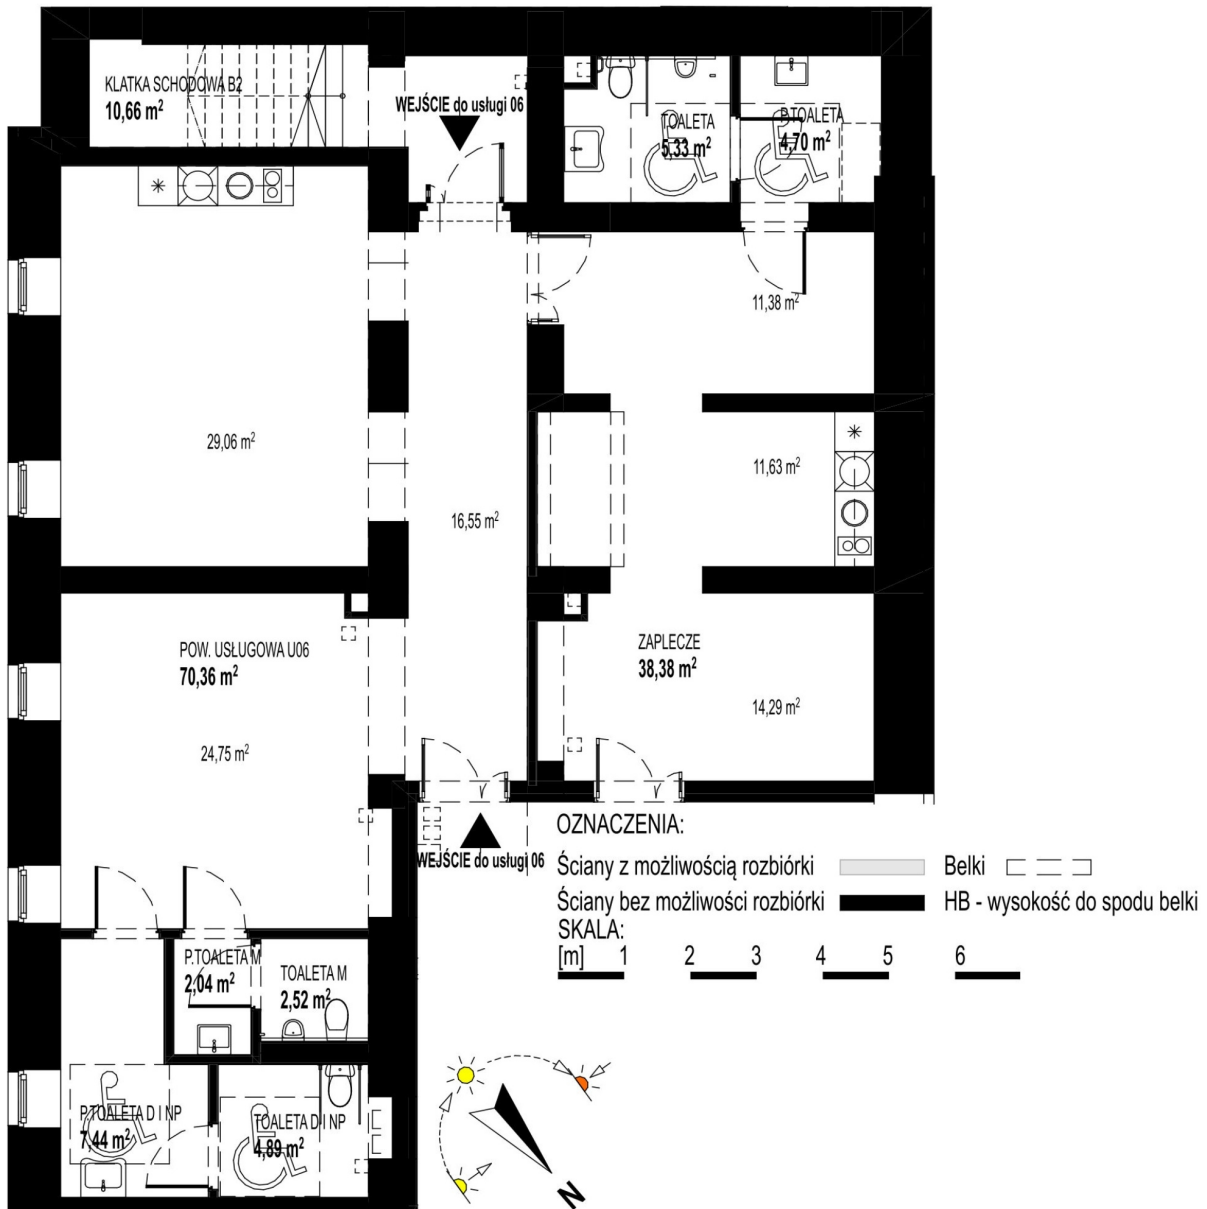 KLATKA SCHODOWA B2
10,66 m²
WEJŚCIE do usługi 06
TOALETA
5,33 m²
P.TOALETA
4,70 m²
11,38 m²
29,06 m²
11,63 m²
16,55 m²
POW. USŁUGOWA U06
70,36 m²
ZAPLECZE
38,38 m²
14,29 m²
24,75 m²
WEJŚCIE do usługi 06
OZNACZENIA:
Ściany z możliwością rozbiórki
Belki
Ściany bez możliwości rozbiórki
HB - wysokość do spodu belki
SKALA:
[m] 1 2 3 4 5 6
P.TOALETA M
2,04 m²
TOALETA M
2,52 m²
P.TOALETA D I NP
7,44 m²
TOALETA D I NP
4,89 m²
N